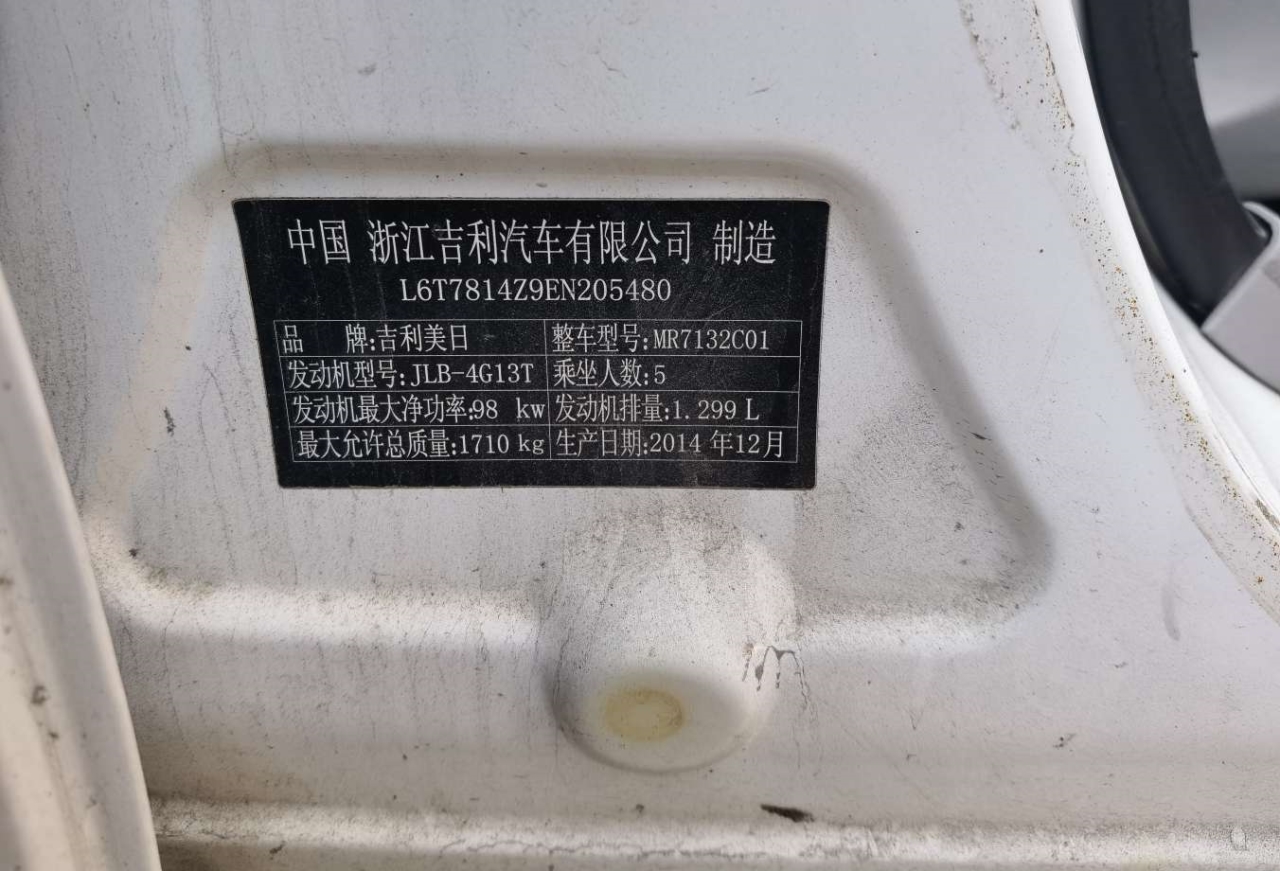 中国 浙江吉利汽车有限公司 制造
L6T7814Z9EN205480
品 牌:吉利美日 整车型号:MR7132C01
发动机型号:JLB-4G13T 乘坐人数:5
发动机最大净功率:98 kw 发动机排量:1.299 L
最大允许总质量:1710 kg 生产日期:2014 年12月